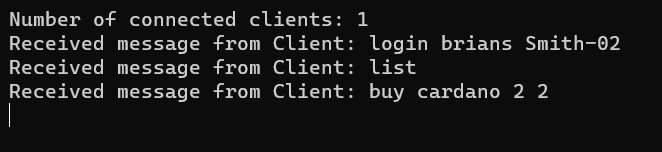 Number of connected clients: 1
Received message from Client: login brians Smith-02
Received message from Client: list
Received message from Client: buy cardano 2 2